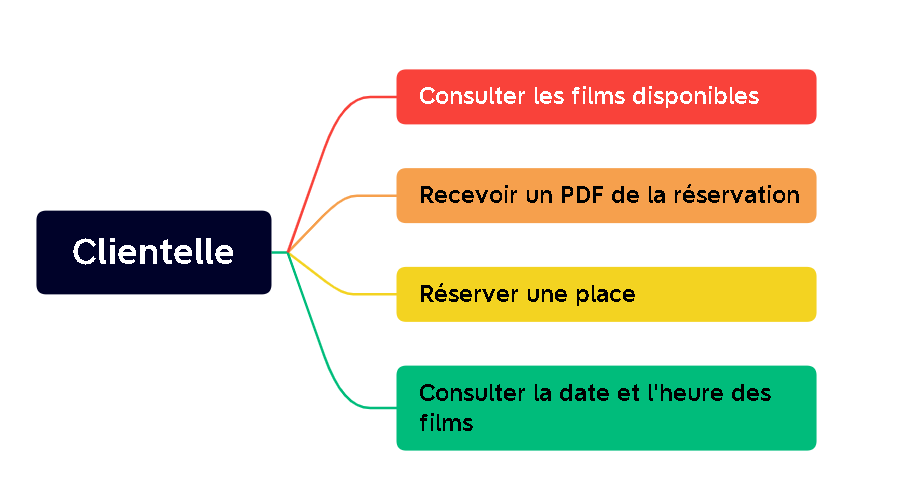 Clientelle
Consulter les films disponibles
Recevoir un PDF de la réservation
Réserver une place
Consulter la date et l'heure des
films